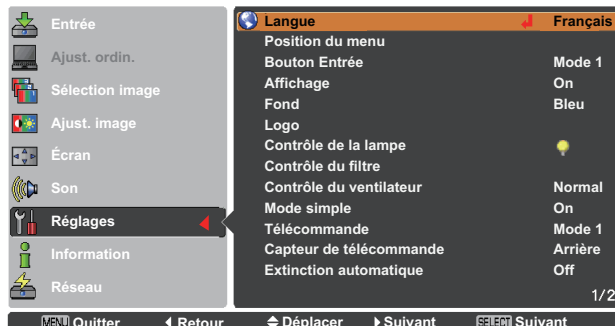 Entrée
Ajust. ordin.
Sélection image
Ajust. image
Écran
Son
Réglages
Information
Réseau
Langue Français
Position du menu
Bouton Entrée Mode 1
Affichage On
Fond Bleu
Logo
Contrôle de la lampe
Contrôle du filtre
Contrôle du ventilateur Normal
Mode simple On
Télécommande Mode 1
Capteur de télécommande Arrière
Extinction automatique Off
1/2
MENU Quitter Retour Déplacer Suivant SELECT Suivant